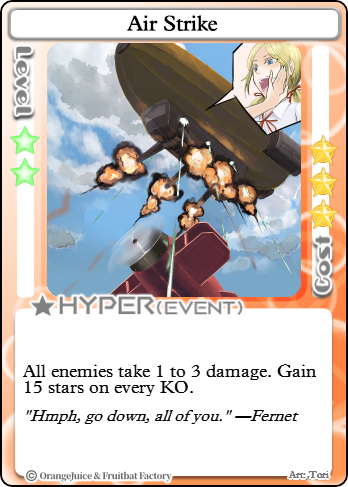 Air Strike
Level
Cost
HYPER(EVENT)
All enemies take 1 to 3 damage. Gain
15 stars on every KO.
"Hmph, go down, all of you." —Fernet
© OrangeJuice & Fruitbat Factory
Art: Tori